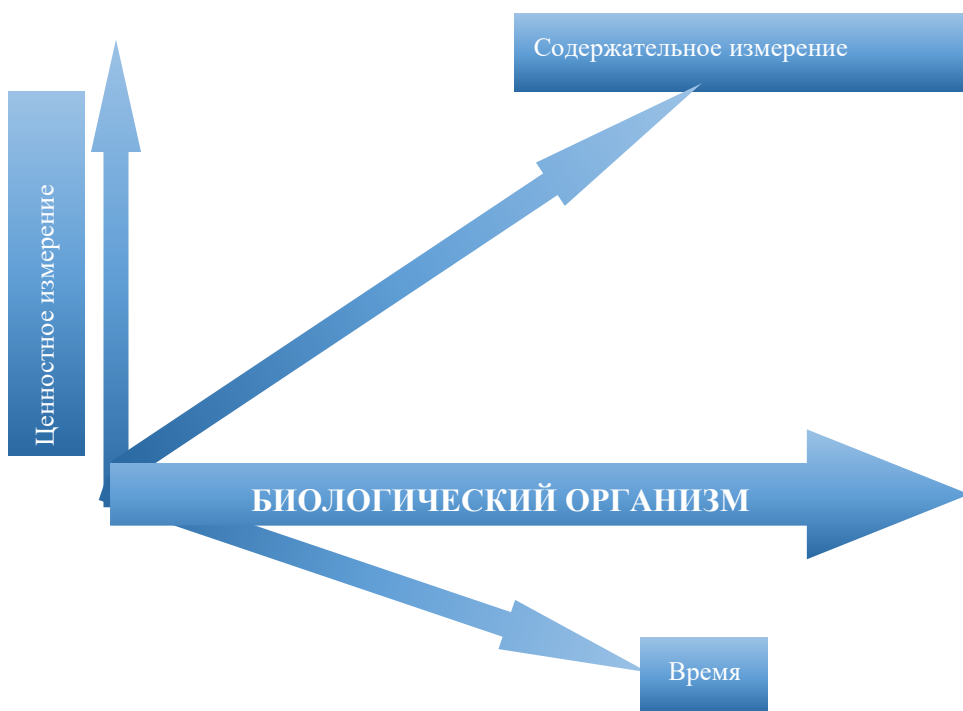 Содержательное измерение
Ценностное измерение
БИОЛОГИЧЕСКИЙ ОРГАНИЗМ
Время